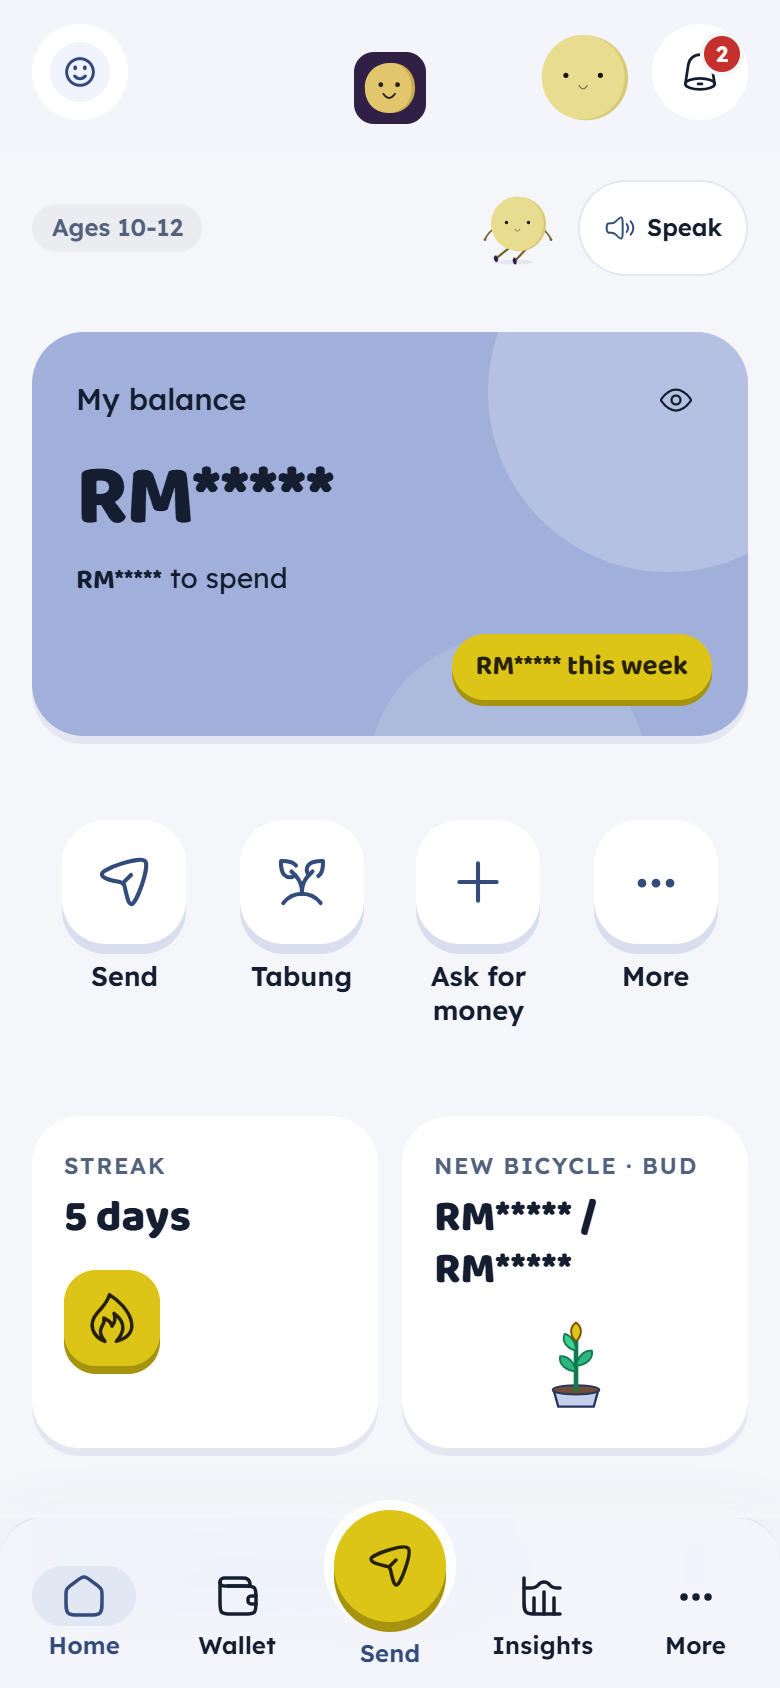 2
Ages 10-12
Speak
My balance
RM*****
RM***** to spend
RM***** this week
Send
Tabung
Ask for
money
More
STREAK
5 days
NEW BICYCLE · BUD
RM***** /
RM*****
Home
Wallet
Send
Insights
More